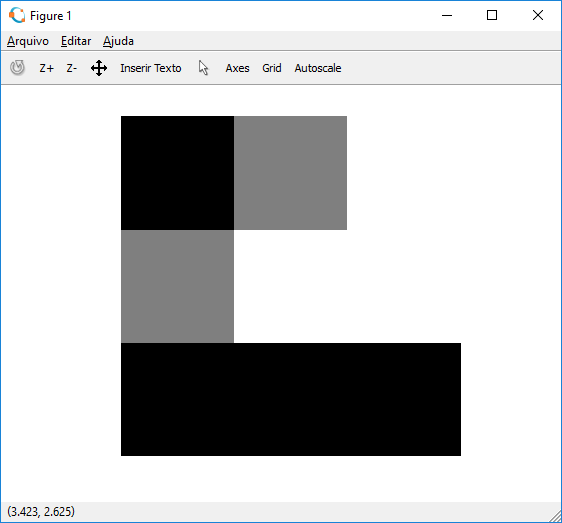 Figure 1
Arquivo Editar Ajuda
Z+ Z- Inserir Texto Axes Grid Autoscale
(3.423, 2.625)